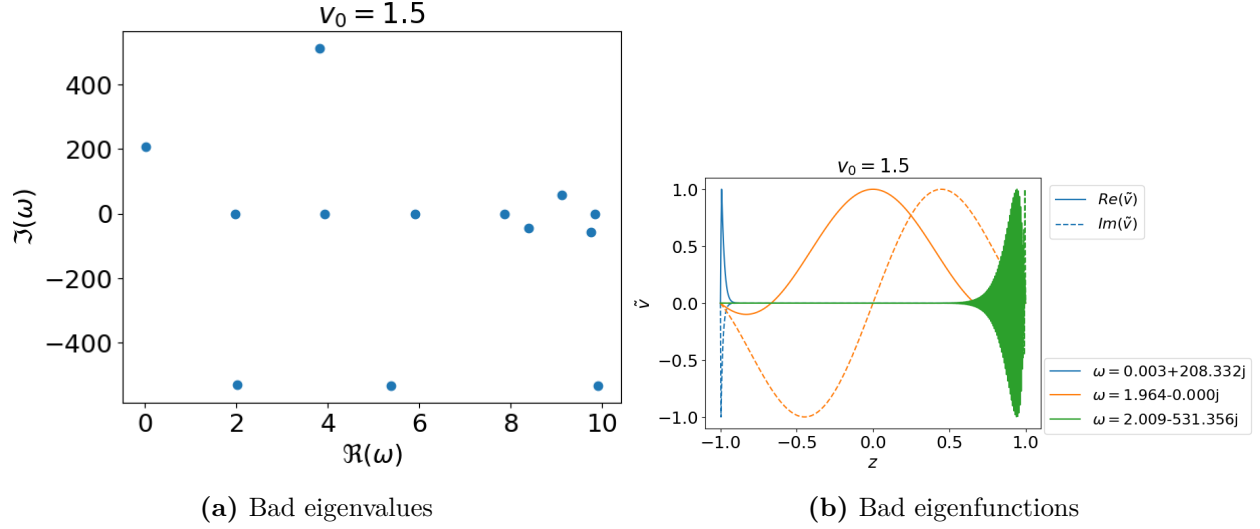 v₀ = 1.5
400
200
0
−200
−400
ℑ(ω)
0 2 4 6 8 10
ℜ(ω)
(a) Bad eigenvalues
v₀ = 1.5
1.0
0.5
0.0
−0.5
−1.0
ṽ
−1.0 −0.5 0.0 0.5 1.0
z
Re(ṽ)
Im(ṽ)
ω = 0.003+208.332j
ω = 1.964-0.000j
ω = 2.009-531.356j
(b) Bad eigenfunctions